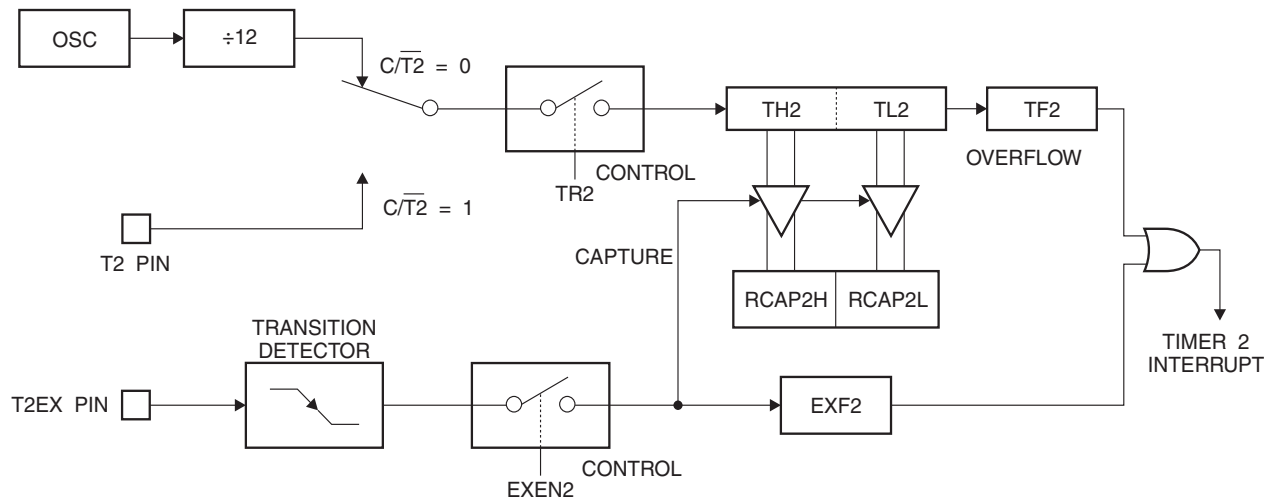 OSC
÷12
C/T2 = 0
TH2
TL2
TF2
OVERFLOW
CONTROL
TR2
C/T2 = 1
T2 PIN
CAPTURE
RCAP2H
RCAP2L
TRANSITION
DETECTOR
TIMER 2
INTERRUPT
T2EX PIN
EXF2
CONTROL
EXEN2